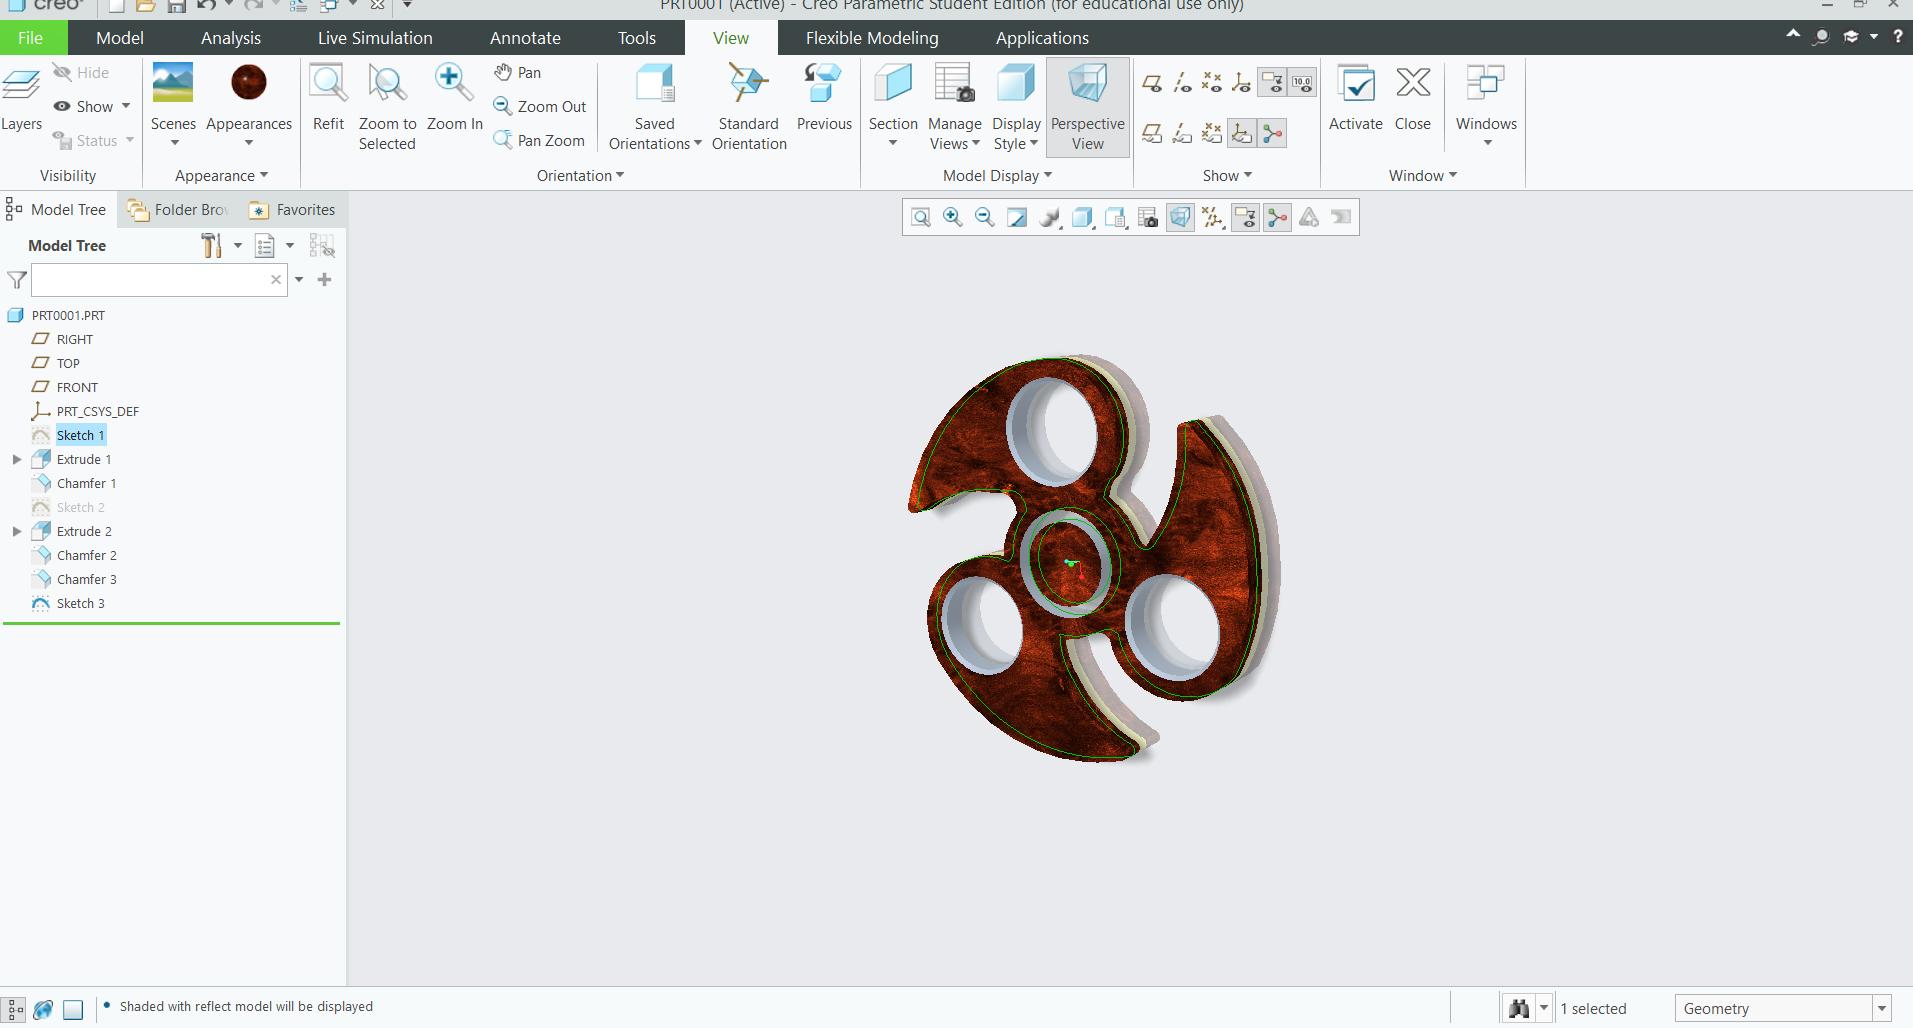 creo
PRT0001 (Active) - Creo Parametric Student Edition (for educational use only)
File Model Analysis Live Simulation Annotate Tools View Flexible Modeling Applications
Hide
Show
Status
Layers
Visibility
Scenes Appearances
Appearance
Refit
Zoom to Selected
Zoom In
Pan
Zoom Out
Pan Zoom
Saved Orientations
Standard Orientation
Previous
Orientation
Section
Manage Views
Display Style
Perspective View
Model Display
10.0
Show
Activate Close
Windows
Window
?
Model Tree Folder Bro Favorites
Model Tree
PRT0001.PRT
RIGHT
TOP
FRONT
PRT_CSYS_DEF
Sketch 1
Extrude 1
Chamfer 1
Sketch 2
Extrude 2
Chamfer 2
Chamfer 3
Sketch 3
Shaded with reflect model will be displayed
1 selected
Geometry